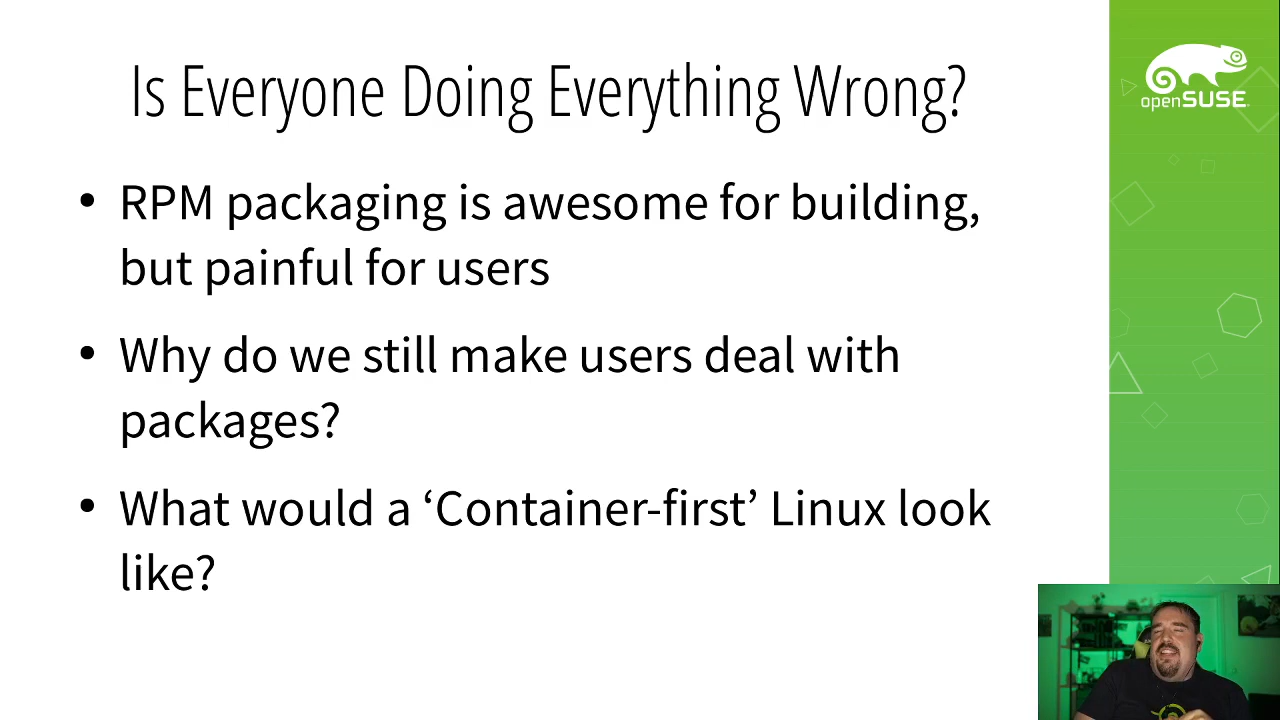 Is Everyone Doing Everything Wrong?
openSUSE
• RPM packaging is awesome for building,
but painful for users
• Why do we still make users deal with
packages?
• What would a ‘Container-first’ Linux look
like?